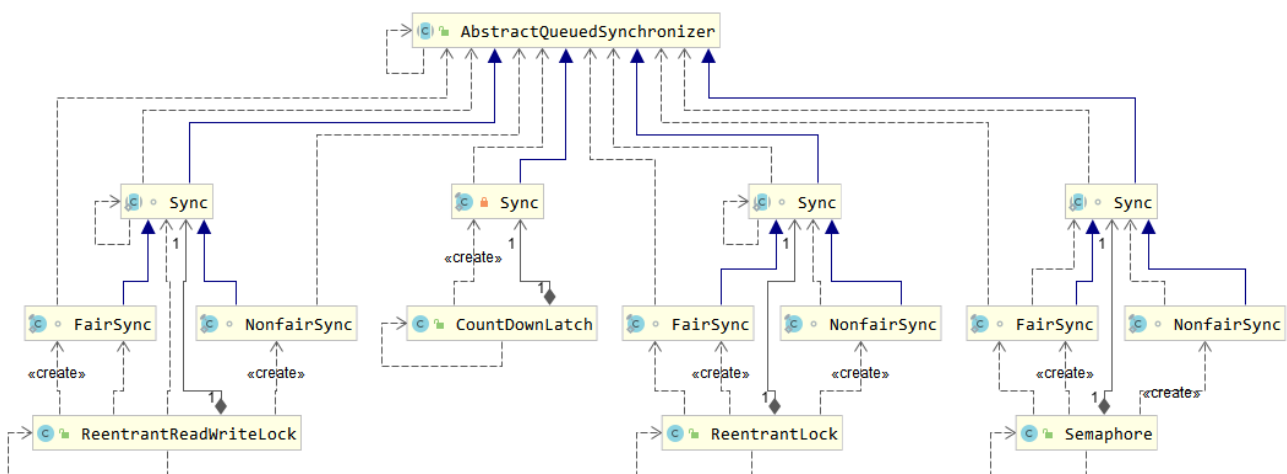 AbstractQueuedSynchronizer
Sync
Sync
Sync
Sync
1
1
1
1
«create»
1
FairSync
NonfairSync
CountDownLatch
FairSync
NonfairSync
FairSync
NonfairSync
«create»
«create»
«create»
«create»
«create»
«create»
1
1
1
ReentrantReadWriteLock
ReentrantLock
Semaphore